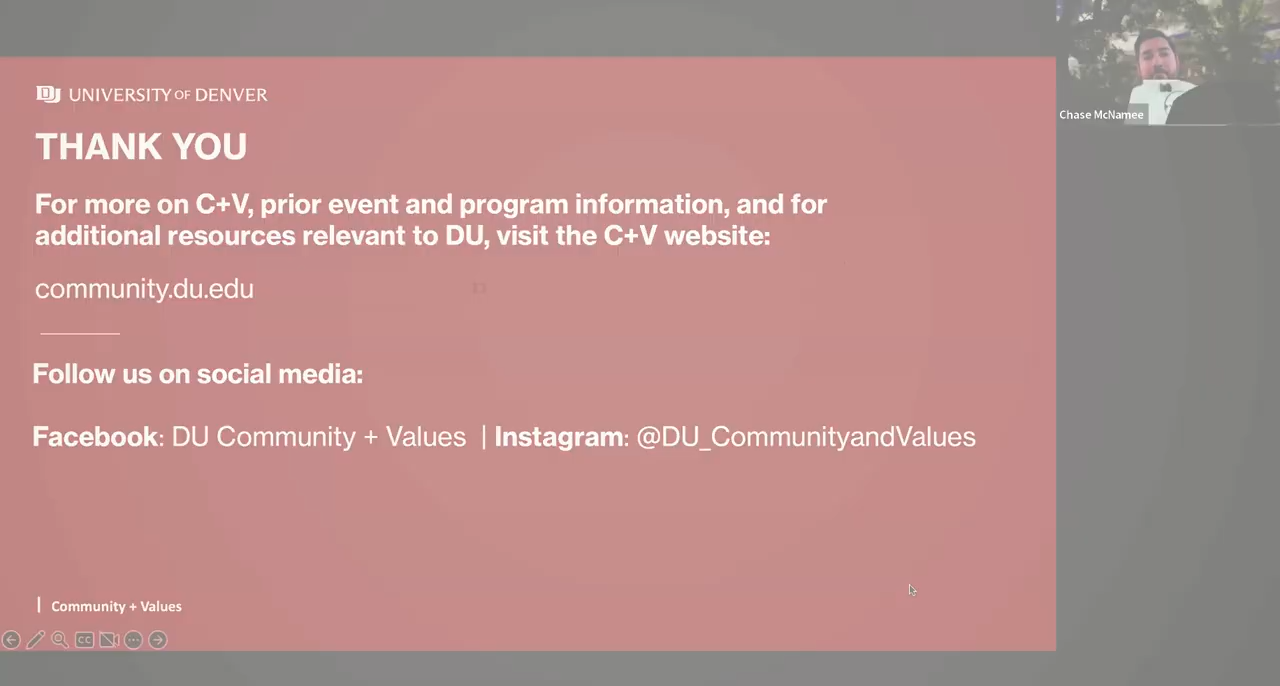 UNIVERSITY OF DENVER
Chase McNamee
THANK YOU
For more on C+V, prior event and program information, and for
additional resources relevant to DU, visit the C+V website:
community.du.edu
Follow us on social media:
Facebook: DU Community + Values | Instagram: @DU_CommunityandValues
| Community + Values
CC